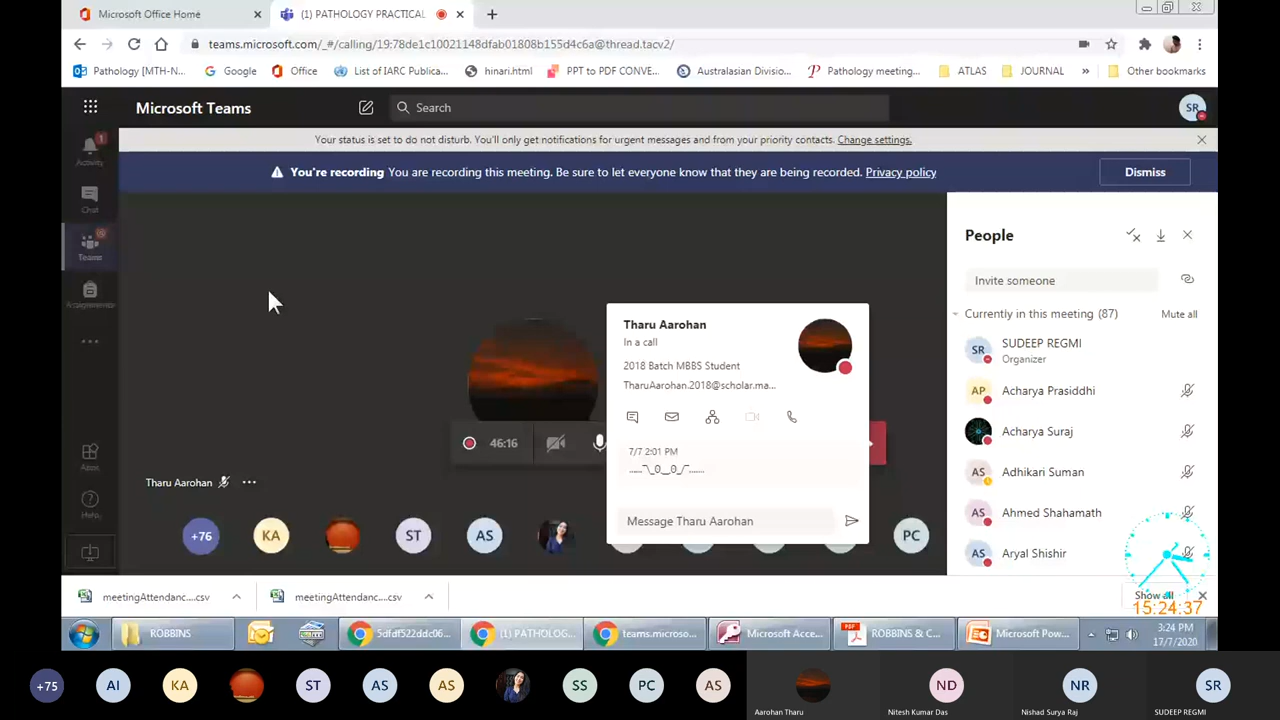 Microsoft Office Home
(1) PATHOLOGY PRACTICAL
teams.microsoft.com/_#/calling/19:78de1c10021148dfab01808b155d4c6a@thread.tacv2/
Pathology [MTH-N...
Google
Office
List of IARC Publica...
hinari.html
PPT to PDF CONVE...
Australasian Divisio...
Pathology meeting...
ATLAS
JOURNAL
»
Other bookmarks
Microsoft Teams
Search
SR
Your status is set to do not disturb. You'll only get notifications for urgent messages and from your priority contacts. Change settings.
You're recording You are recording this meeting. Be sure to let everyone know that they are being recorded. Privacy policy
Dismiss
Activity
Chat
Teams
Apps
Help
Tharu Aarohan
In a call
2018 Batch MBBS Student
TharuAarohan.2018@scholar.ma...
7/7 2:01 PM
Message Tharu Aarohan
46:16
Tharu Aarohan
+76
KA
ST
AS
PC
People
Invite someone
Currently in this meeting (87)
Mute all
SR
SUDEEP REGMI
Organizer
AP
Acharya Prasiddhi
Acharya Suraj
AS
Adhikari Suman
AS
Ahmed Shahamath
AS
Aryal Shishir
meetingAttendanc....csv
meetingAttendanc....csv
Show all
15:24:37
ROBBINS
5dfdf522ddc06...
(1) PATHOLOG...
teams.microso...
Microsoft Acce...
PDF
ROBBINS & C...
Microsoft Pow...
3:24 PM
17/7/2020
+75
AI
KA
ST
AS
AS
SS
PC
AS
Aarohan Tharu
ND
Nitesh Kumar Das
NR
Nishad Surya Raj
SR
SUDEEP REGMI